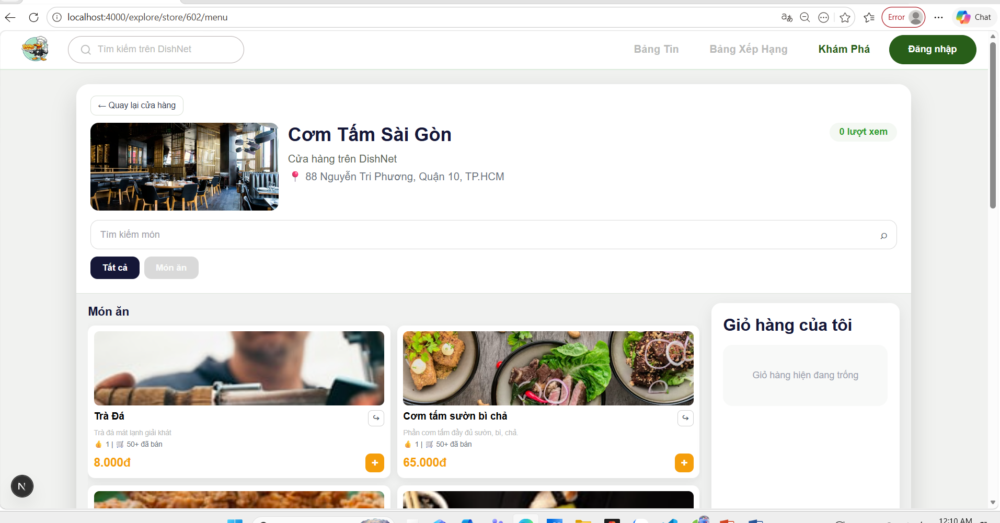 localhost:4000/explore/store/602/menu
Error
Chat
DishNet
Tìm kiếm trên DishNet
Bảng Tin
Bảng Xếp Hạng
Khám Phá
Đăng nhập
← Quay lại cửa hàng
Cơm Tấm Sài Gòn
0 lượt xem
Cửa hàng trên DishNet
88 Nguyễn Tri Phương, Quận 10, TP.HCM
Tìm kiếm món
Tất cả
Món ăn
Món ăn
Giỏ hàng của tôi
Giỏ hàng hiện đang trống
Trà Đá
Trà đá mát lạnh giải khát
👍 1 | 🛒 50+ đã bán
8.000đ
+
Cơm tấm sườn bì chả
Phần cơm tấm đầy đủ sườn, bì, chả.
👍 1 | 🛒 50+ đã bán
65.000đ
+
N
12:10 AM